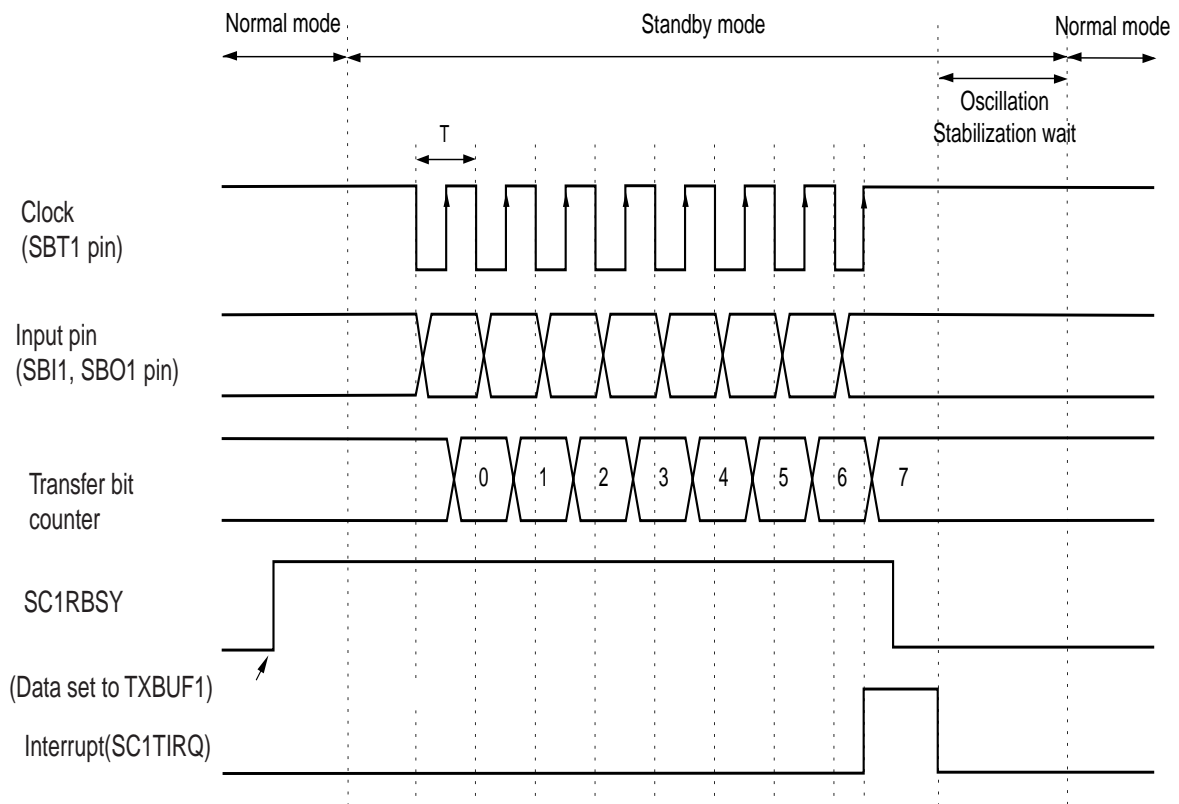 Normal mode
Standby mode
Normal mode
Oscillation
Stabilization wait
T
Clock
(SBT1 pin)
Input pin
(SBI1, SBO1 pin)
Transfer bit
counter
0 1 2 3 4 5 6 7
SC1RBSY
(Data set to TXBUF1)
Interrupt(SC1TIRQ)